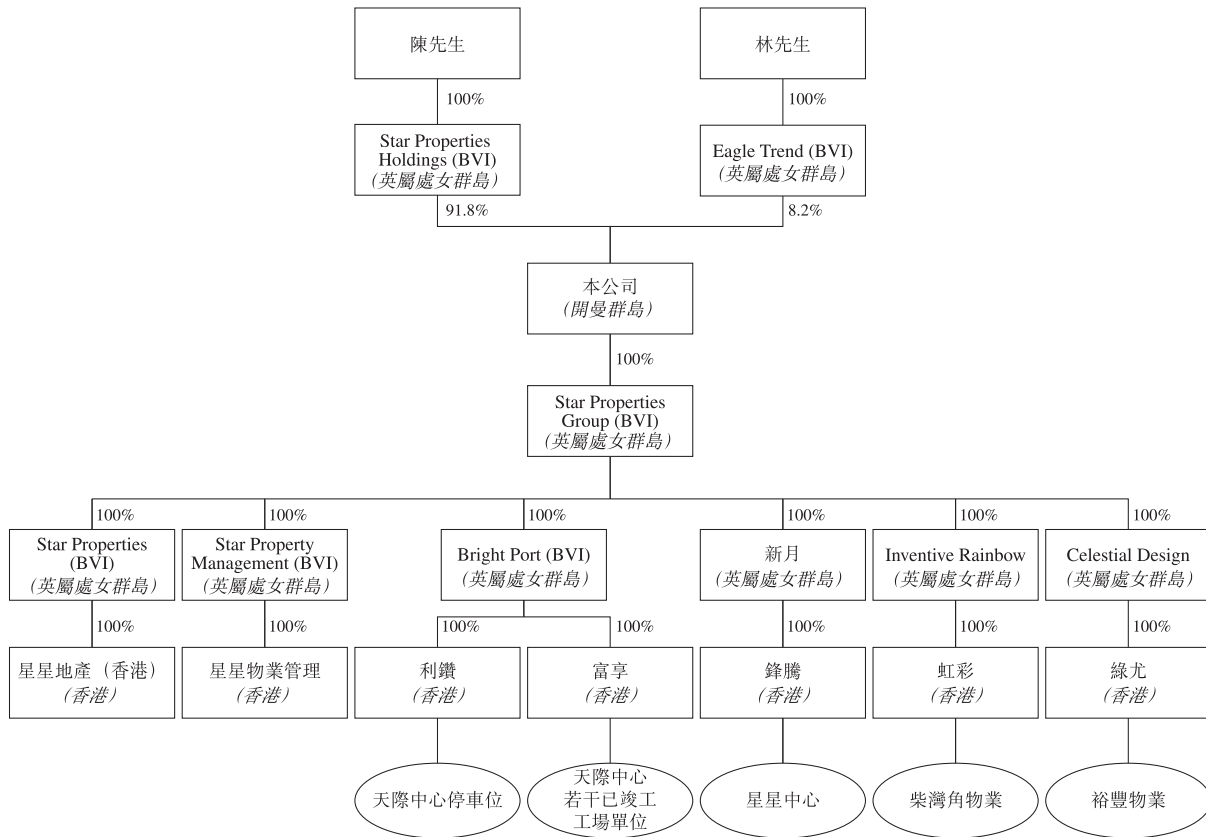 陳先生
林先生
100%
100%
Star Properties
Holdings (BVI)
(英屬處女群島)
Eagle Trend (BVI)
(英屬處女群島)
91.8%
8.2%
本公司
(開曼群島)
100%
Star Properties
Group (BVI)
(英屬處女群島)
100%
100%
100%
100%
100%
100%
Star Properties
(BVI)
(英屬處女群島)
Star Property
Management (BVI)
(英屬處女群島)
Bright Port (BVI)
(英屬處女群島)
新月
(英屬處女群島)
Inventive Rainbow
(英屬處女群島)
Celestial Design
(英屬處女群島)
100%
100%
100%
100%
100%
100%
100%
星星地產（香港）
(香港)
星星物業管理
(香港)
利鑽
(香港)
富享
(香港)
鋒騰
(香港)
虹彩
(香港)
綠尤
(香港)
天際中心停車位
天際中心
若干已竣工
工場單位
星星中心
柴灣角物業
裕豐物業